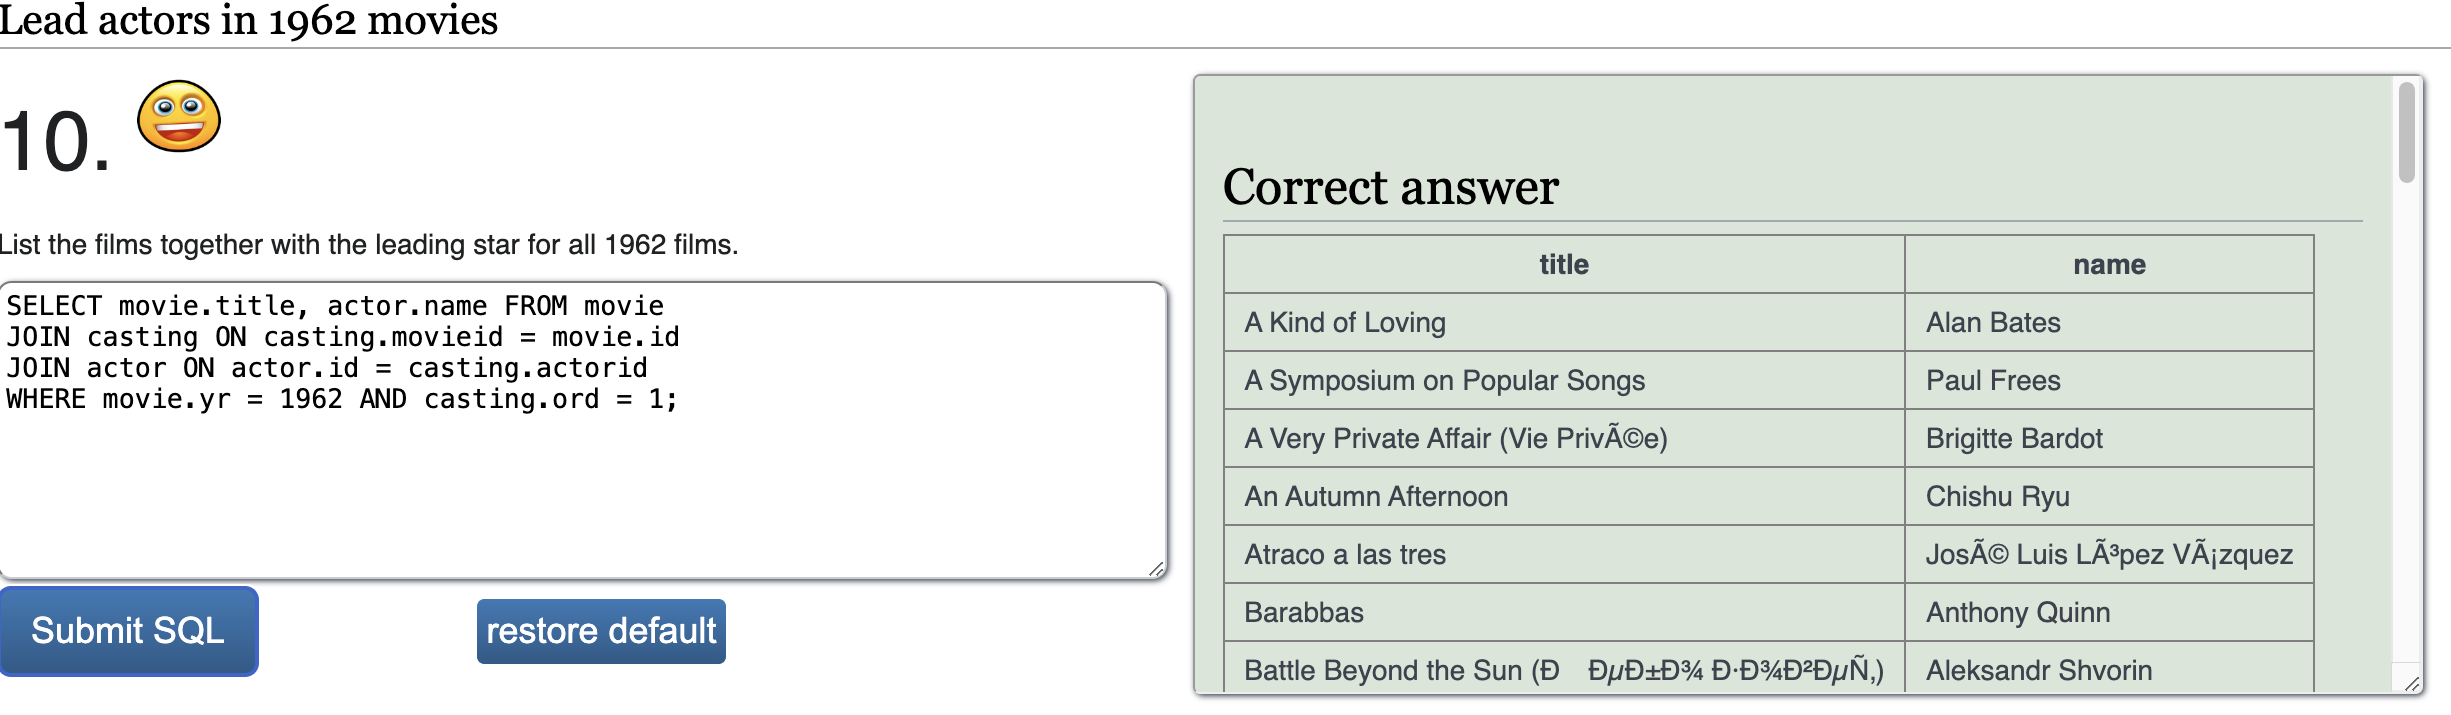 Lead actors in 1962 movies
10.
List the films together with the leading star for all 1962 films.
SELECT movie.title, actor.name FROM movie
JOIN casting ON casting.movieid = movie.id
JOIN actor ON actor.id = casting.actorid
WHERE movie.yr = 1962 AND casting.ord = 1;
Submit SQL
restore default
Correct answer
title name
A Kind of Loving Alan Bates
A Symposium on Popular Songs Paul Frees
A Very Private Affair (Vie PrivÃ©e) Brigitte Bardot
An Autumn Afternoon Chishu Ryu
Atraco a las tres JosÃ© Luis LÃ³pez VÃ¡zquez
Barabbas Anthony Quinn
Battle Beyond the Sun (Ð ÐµÐ±Ð¾ Ð·Ð¾Ð²ÐµÑ‚) Aleksandr Shvorin